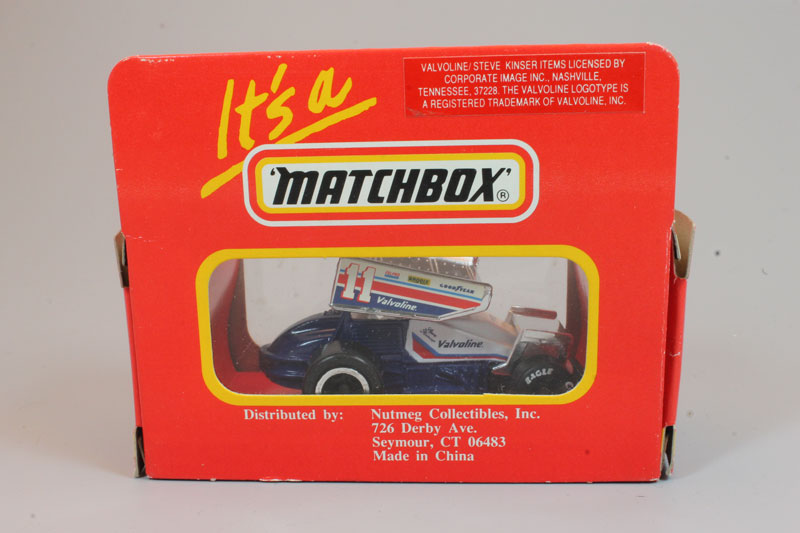 It's a
VALVOLINE/STEVE KINSER ITEMS LICENSED BY
CORPORATE IMAGE INC., NASHVILLE,
TENNESSEE, 37228. THE VALVOLINE LOGOTYPE IS
A REGISTERED TRADEMARK OF VALVOLINE, INC.
'MATCHBOX'®
11
GOODYEAR
Valvoline
Valvoline
EAGLE
Distributed by: Nutmeg Collectibles, Inc.
726 Derby Ave.
Seymour, CT 06483
Made in China